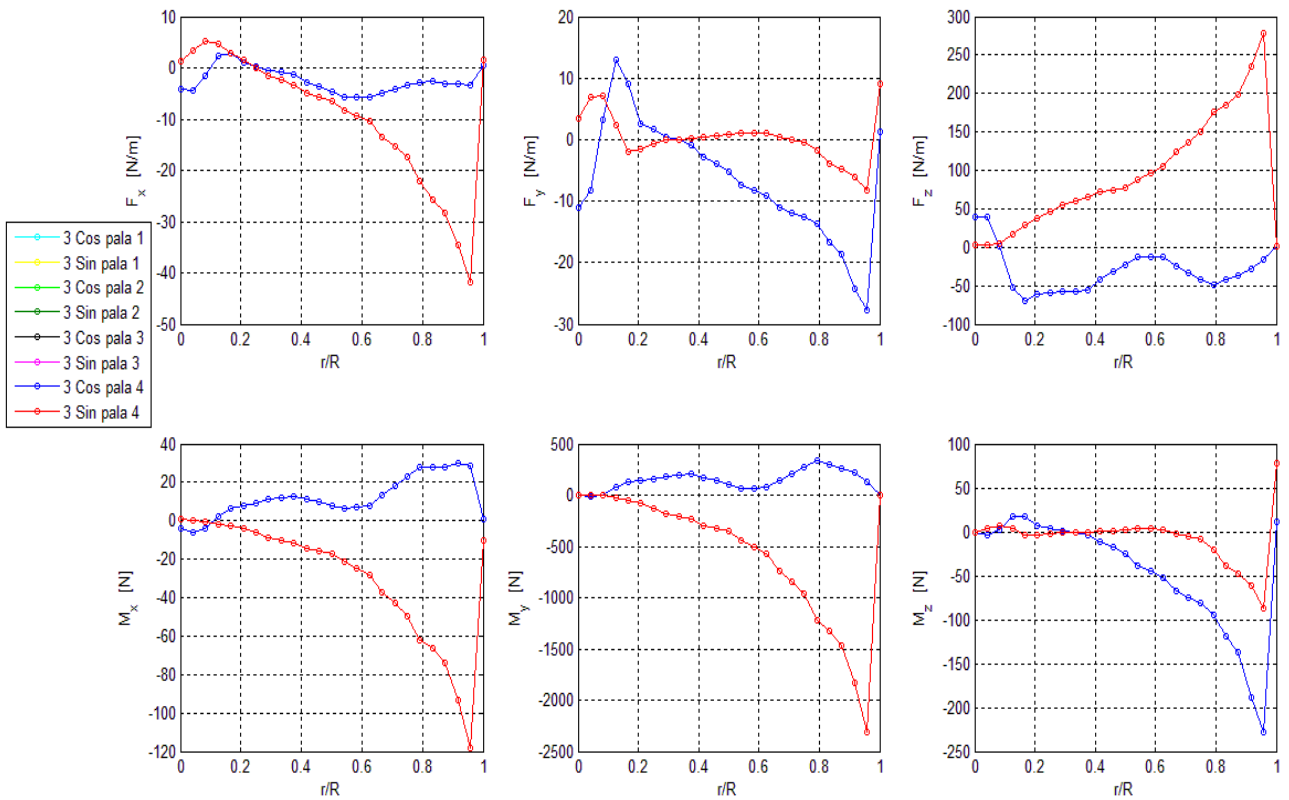 10
0
-10
-20
-30
-40
-50
F_x [N/m]
0 0.2 0.4 0.6 0.8 1
r/R
20
10
0
-10
-20
-30
F_y [N/m]
0 0.2 0.4 0.6 0.8 1
r/R
300
250
200
150
100
50
0
-50
-100
F_z [N/m]
0 0.2 0.4 0.6 0.8 1
r/R
3 Cos pala 1
3 Sin pala 1
3 Cos pala 2
3 Sin pala 2
3 Cos pala 3
3 Sin pala 3
3 Cos pala 4
3 Sin pala 4
40
20
0
-20
-40
-60
-80
-100
-120
M_x [N]
0 0.2 0.4 0.6 0.8 1
r/R
500
0
-500
-1000
-1500
-2000
-2500
M_y [N]
0 0.2 0.4 0.6 0.8 1
r/R
100
50
0
-50
-100
-150
-200
-250
M_z [N]
0 0.2 0.4 0.6 0.8 1
r/R